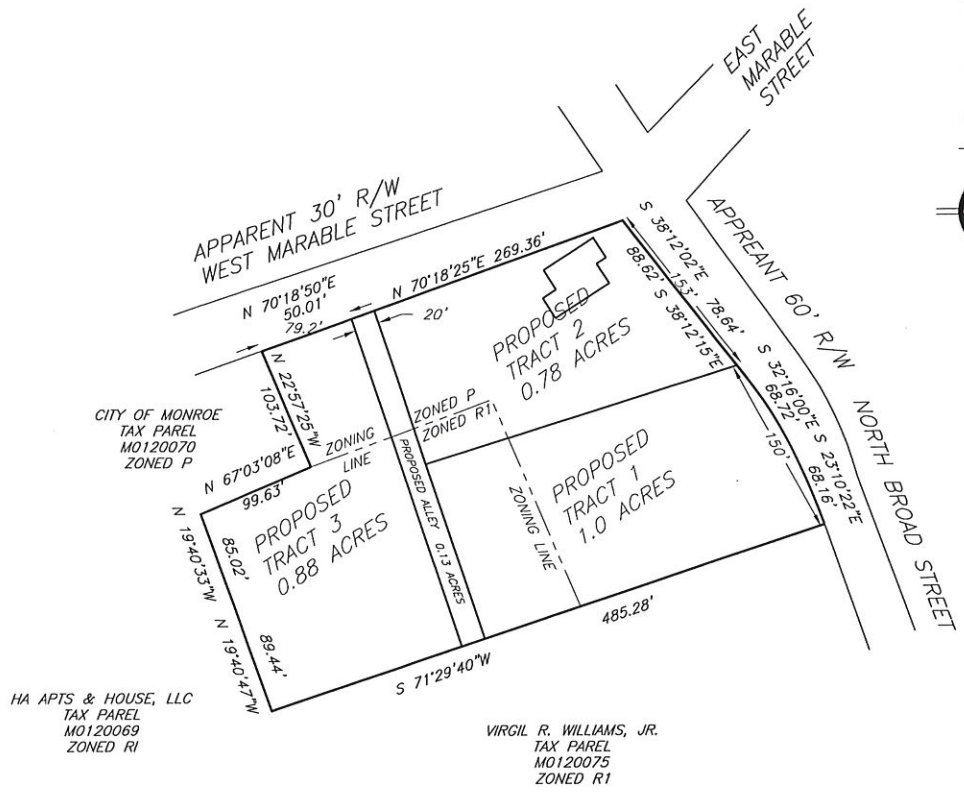 EAST
MARABLE
STREET
APPARENT 30' R/W
WEST MARABLE STREET
APPREANT 60' R/W
NORTH BROAD STREET
N 70°18'50"E
50.01'
79.2'
N 70°18'25"E 269.36'
20'
S 38°12'02"E
153'
78.64'
88.62'
S 38°12'15"E
S 32°16'00"E
68.72'
S 23°10'22"E
68.16'
150'
PROPOSED
TRACT 2
0.78 ACRES
N 22°57'25"W
103.72'
ZONED P
ZONED R1
ZONING
LINE
CITY OF MONROE
TAX PAREL
M0120070
ZONED P
N 67°03'08"E
99.63'
PROPOSED
TRACT 3
0.88 ACRES
PROPOSED ALLEY 0.13 ACRES
ZONING LINE
PROPOSED
TRACT 1
1.0 ACRES
N 19°40'33"W
85.02'
N 19°40'47"W
89.44'
S 71°29'40"W
485.28'
HA APTS & HOUSE, LLC
TAX PAREL
M0120069
ZONED RI
VIRGIL R. WILLIAMS, JR.
TAX PAREL
M0120075
ZONED R1